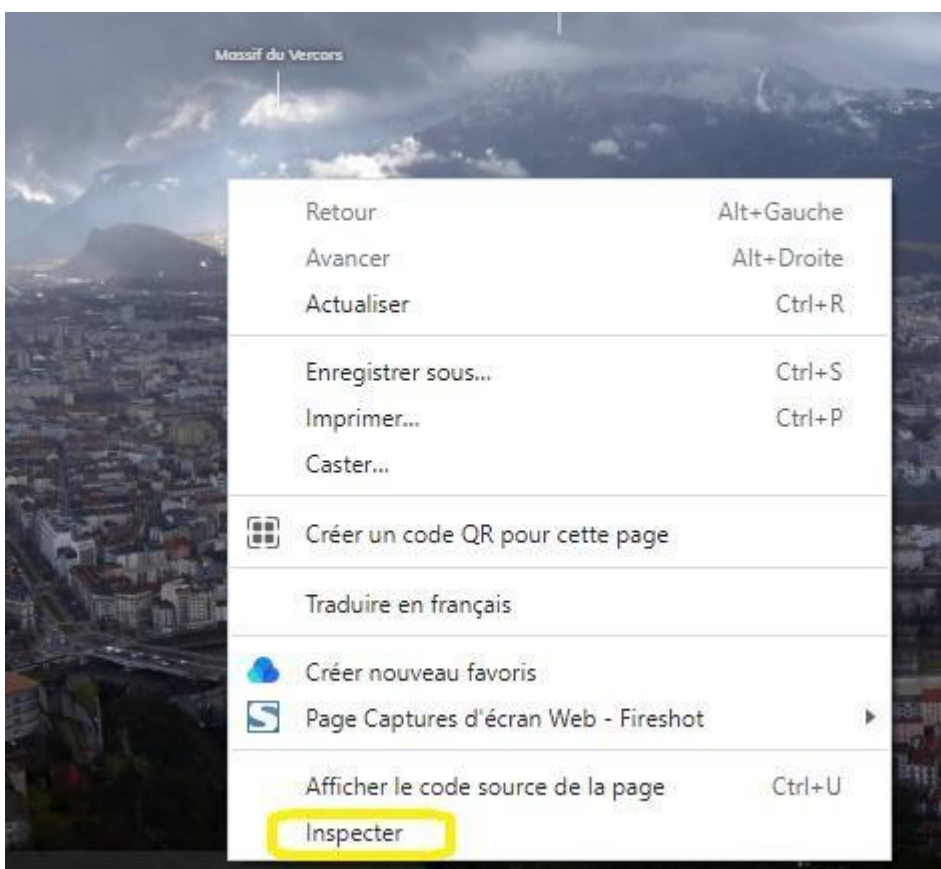 Massif du Vercors
Retour Alt+Gauche
Avancer Alt+Droite
Actualiser Ctrl+R
Enregistrer sous... Ctrl+S
Imprimer... Ctrl+P
Caster...
Créer un code QR pour cette page
Traduire en français
Créer nouveau favoris
Page Captures d'écran Web - Fireshot
Afficher le code source de la page Ctrl+U
Inspecter